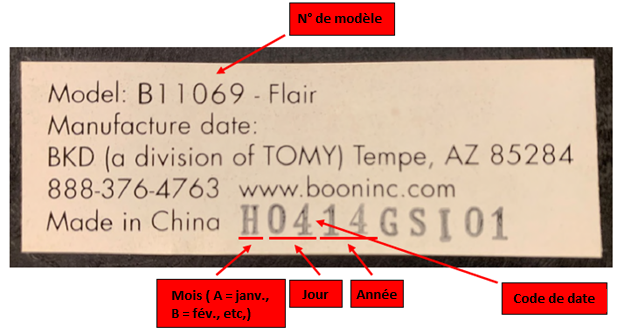 N° de modèle
Model: B11069 - Flair
Manufacture date:
BKD (a division of TOMY) Tempe, AZ 85284
888-376-4763 www.booninc.com
Made in China H0414GSI01
Mois ( A = janv.,
B = fév., etc,)
Jour
Année
Code de date